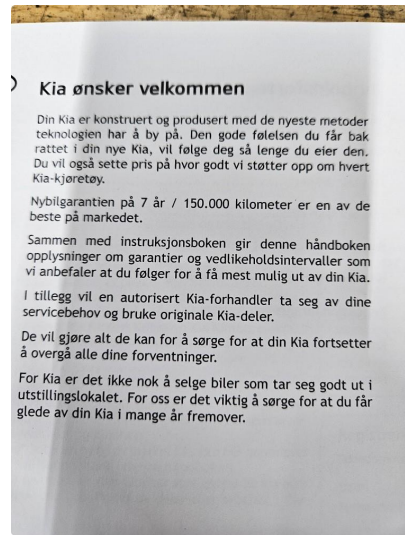 Kia ønsker velkommen
Din Kia er konstruert og produsert med de nyeste metoder
teknologien har å by på. Den gode følelsen du får bak
rattet i din nye Kia, vil følge deg så lenge du eier den.
Du vil også sette pris på hvor godt vi støtter opp om hvert
Kia-kjøretøy.
Nybilgarantien på 7 år / 150.000 kilometer er en av de
beste på markedet.
Sammen med instruksjonsboken gir denne håndboken
opplysninger om garantier og vedlikeholdsintervaller som
vi anbefaler at du følger for å få mest mulig ut av din Kia.
I tillegg vil en autorisert Kia-forhandler ta seg av dine
servicebehov og bruke originale Kia-deler.
De vil gjøre alt de kan for å sørge for at din Kia fortsetter
å overgå alle dine forventninger.
For Kia er det ikke nok å selge biler som tar seg godt ut i
utstillingslokalet. For oss er det viktig å sørge for at du får
glede av din Kia i mange år fremover.